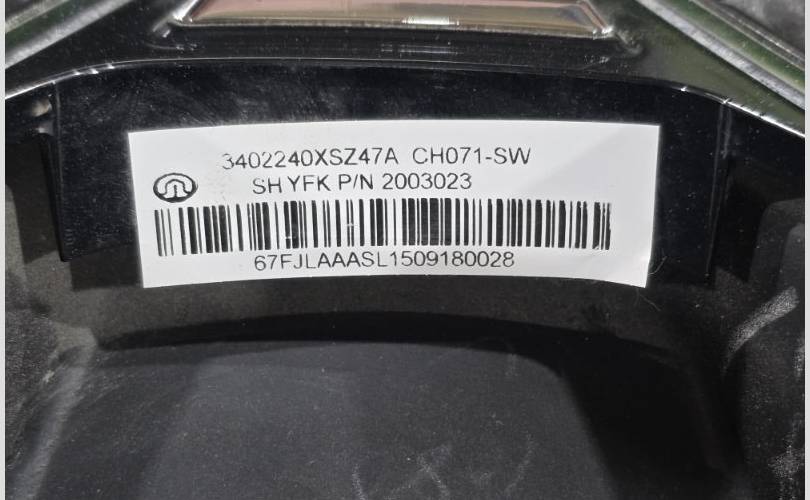 3402240XSZ47A CH071-SW
SH YFK P/N 2003023
67FJLAAASL1509180028